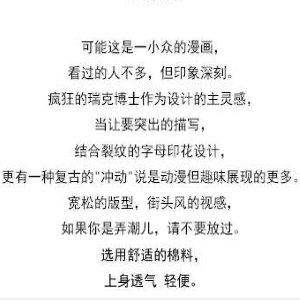 可能这是一小众的漫画，
看过的人不多，但印象深刻。
疯狂的瑞克博士作为设计的主灵感，
当让要突出的描写，
结合裂纹的字母印花设计，
更有一种复古的"冲动"说是动漫但趣味展现的更多。
宽松的版型，街头风的视感，
如果你是弄潮儿，请不要放过。
选用舒适的棉料，
上身透气 轻便。